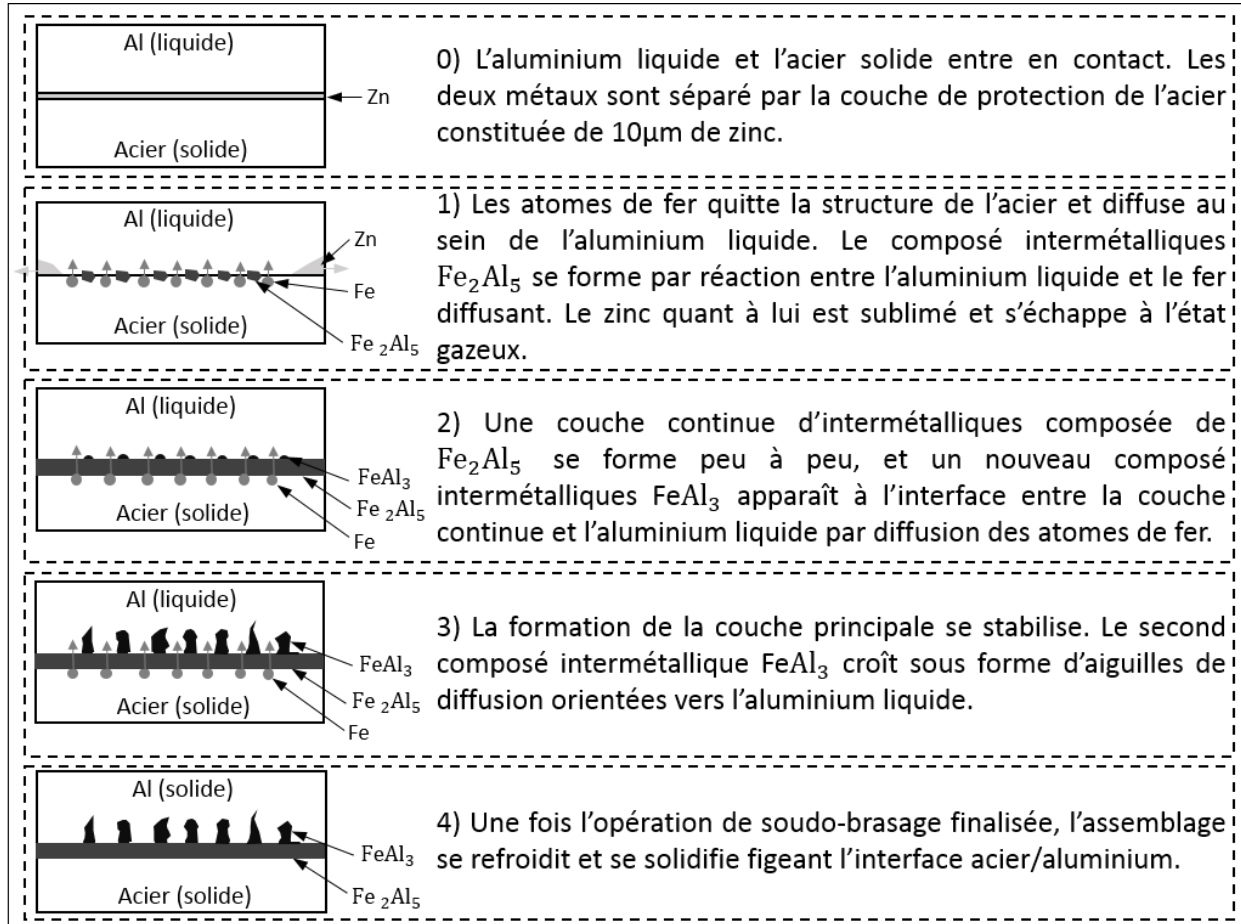 Al (liquide)
Zn
Acier (solide)
0) L’aluminium liquide et l’acier solide entre en contact. Les
deux métaux sont séparé par la couche de protection de l’acier
constituée de 10µm de zinc.
Al (liquide)
Zn
Fe
Acier (solide)
Fe ₂Al₅
1) Les atomes de fer quitte la structure de l’acier et diffuse au
sein de l’aluminium liquide. Le composé intermétalliques
Fe₂Al₅ se forme par réaction entre l’aluminium liquide et le fer
diffusant. Le zinc quant à lui est sublimé et s’échappe à l’état
gazeux.
Al (liquide)
FeAl₃
Fe ₂Al₅
Acier (solide)
Fe
2) Une couche continue d’intermétalliques composée de
Fe₂Al₅ se forme peu à peu, et un nouveau composé
intermétalliques FeAl₃ apparaît à l’interface entre la couche
continue et l’aluminium liquide par diffusion des atomes de fer.
Al (liquide)
FeAl₃
Fe ₂Al₅
Acier (solide)
Fe
3) La formation de la couche principale se stabilise. Le second
composé intermétallique FeAl₃ croît sous forme d’aiguilles de
diffusion orientées vers l’aluminium liquide.
Al (solide)
FeAl₃
Acier (solide)
Fe ₂Al₅
4) Une fois l’opération de soudo-brasage finalisée, l’assemblage
se refroidit et se solidifie figeant l’interface acier/aluminium.